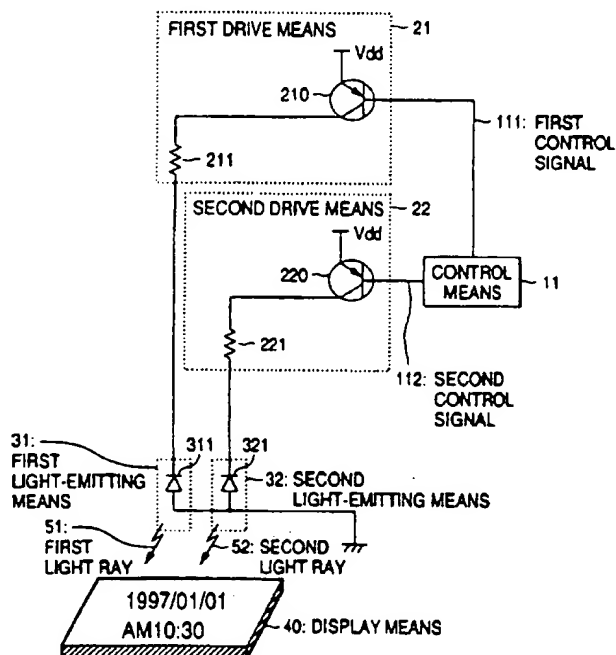 FIRST DRIVE MEANS
21
Vdd
210
211
111: FIRST
CONTROL
SIGNAL
SECOND DRIVE MEANS
22
Vdd
220
221
CONTROL
MEANS
11
112: SECOND
CONTROL
SIGNAL
31:
FIRST
LIGHT-EMITTING
MEANS
311
321
32: SECOND
LIGHT-EMITTING MEANS
51:
FIRST
LIGHT RAY
52: SECOND
LIGHT RAY
1997/01/01
AM10:30
40: DISPLAY MEANS